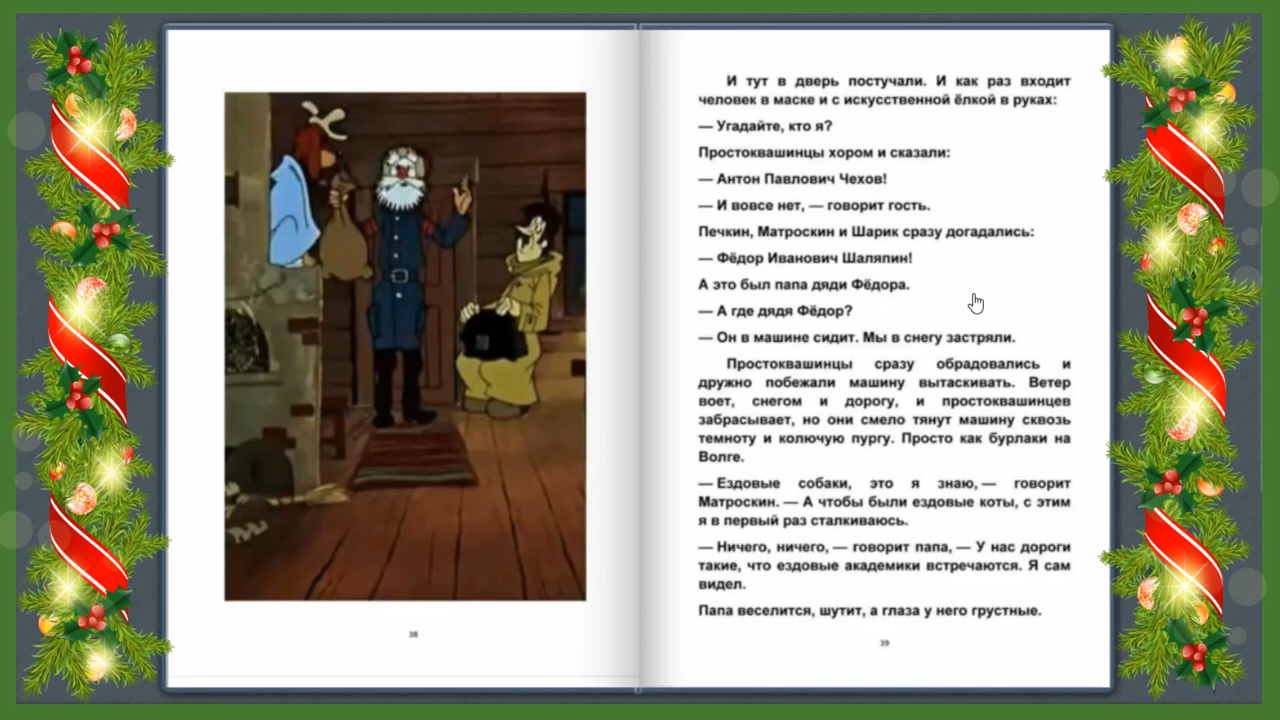 И тут в дверь постучали. И как раз входит
человек в маске и с искусственной ёлкой в руках:
— Угадайте, кто я?
Простоквашинцы хором и сказали:
— Антон Павлович Чехов!
— И вовсе нет, — говорит гость.
Печкин, Матроскин и Шарик сразу догадались:
— Фёдор Иванович Шаляпин!
А это был папа дяди Фёдора.
— А где дядя Фёдор?
— Он в машине сидит. Мы в снегу застряли.
Простоквашинцы сразу обрадовались и
дружно побежали машину вытаскивать. Ветер
воет, снегом и дорогу, и простоквашинцев
забрасывает, но они смело тянут машину сквозь
темноту и колючую пургу. Просто как бурлаки на
Волге.
— Ездовые собаки, это я знаю, — говорит
Матроскин. — А чтобы были ездовые коты, с этим
я в первый раз сталкиваюсь.
— Ничего, ничего, — говорит папа, — У нас дороги
такие, что ездовые академики встречаются. Я сам
видел.
Папа веселится, шутит, а глаза у него грустные.
38
39